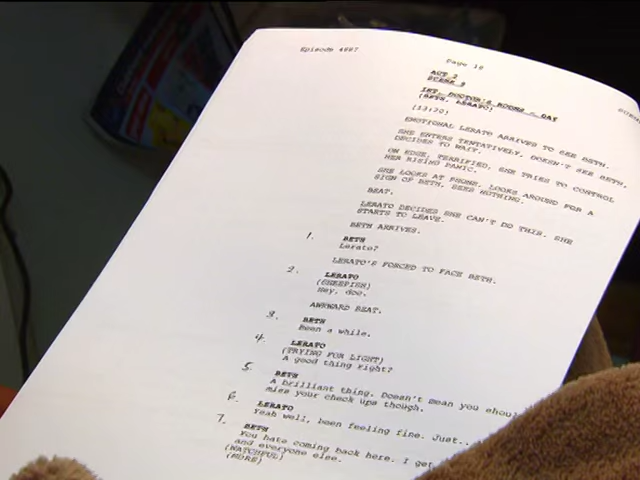 Episode 4687
Page 18
ACT 2
SCENE 3
INT. DOCTOR'S ROOMS - DAY
(BETH, LERATO)
(13:30)
EMOTIONAL LERATO ARRIVES TO SEE BETH.
SHE ENTERS TENTATIVELY, DOESN'T SEE BETH.
DECIDES TO WAIT.
ON EDGE, TERRIFIED, SHE TRIES TO CONTROL
HER RISING PANIC.
SHE LOOKS AT PHONE, LOOKS AROUND FOR A
SIGN OF BETH, SEES NOTHING.
BEAT.
LERATO DECIDES SHE CAN'T DO THIS. SHE
STARTS TO LEAVE.
BETH ARRIVES.
1. BETH
Lerato?
LERATO'S FORCED TO FACE BETH.
2. LERATO
(SHEEPISH)
Hey, doc.
AWKWARD BEAT.
3. BETH
Been a while.
4. LERATO
(TRYING FOR LIGHT)
A good thing right?
5. BETH
A brilliant thing. Doesn't mean you shoul
miss your check ups though.
6. LERATO
Yeah well, been feeling fine. Just..
7. BETH
You hate coming back here. I get
and everyone else.
(WATCHFUL)
(MORE)